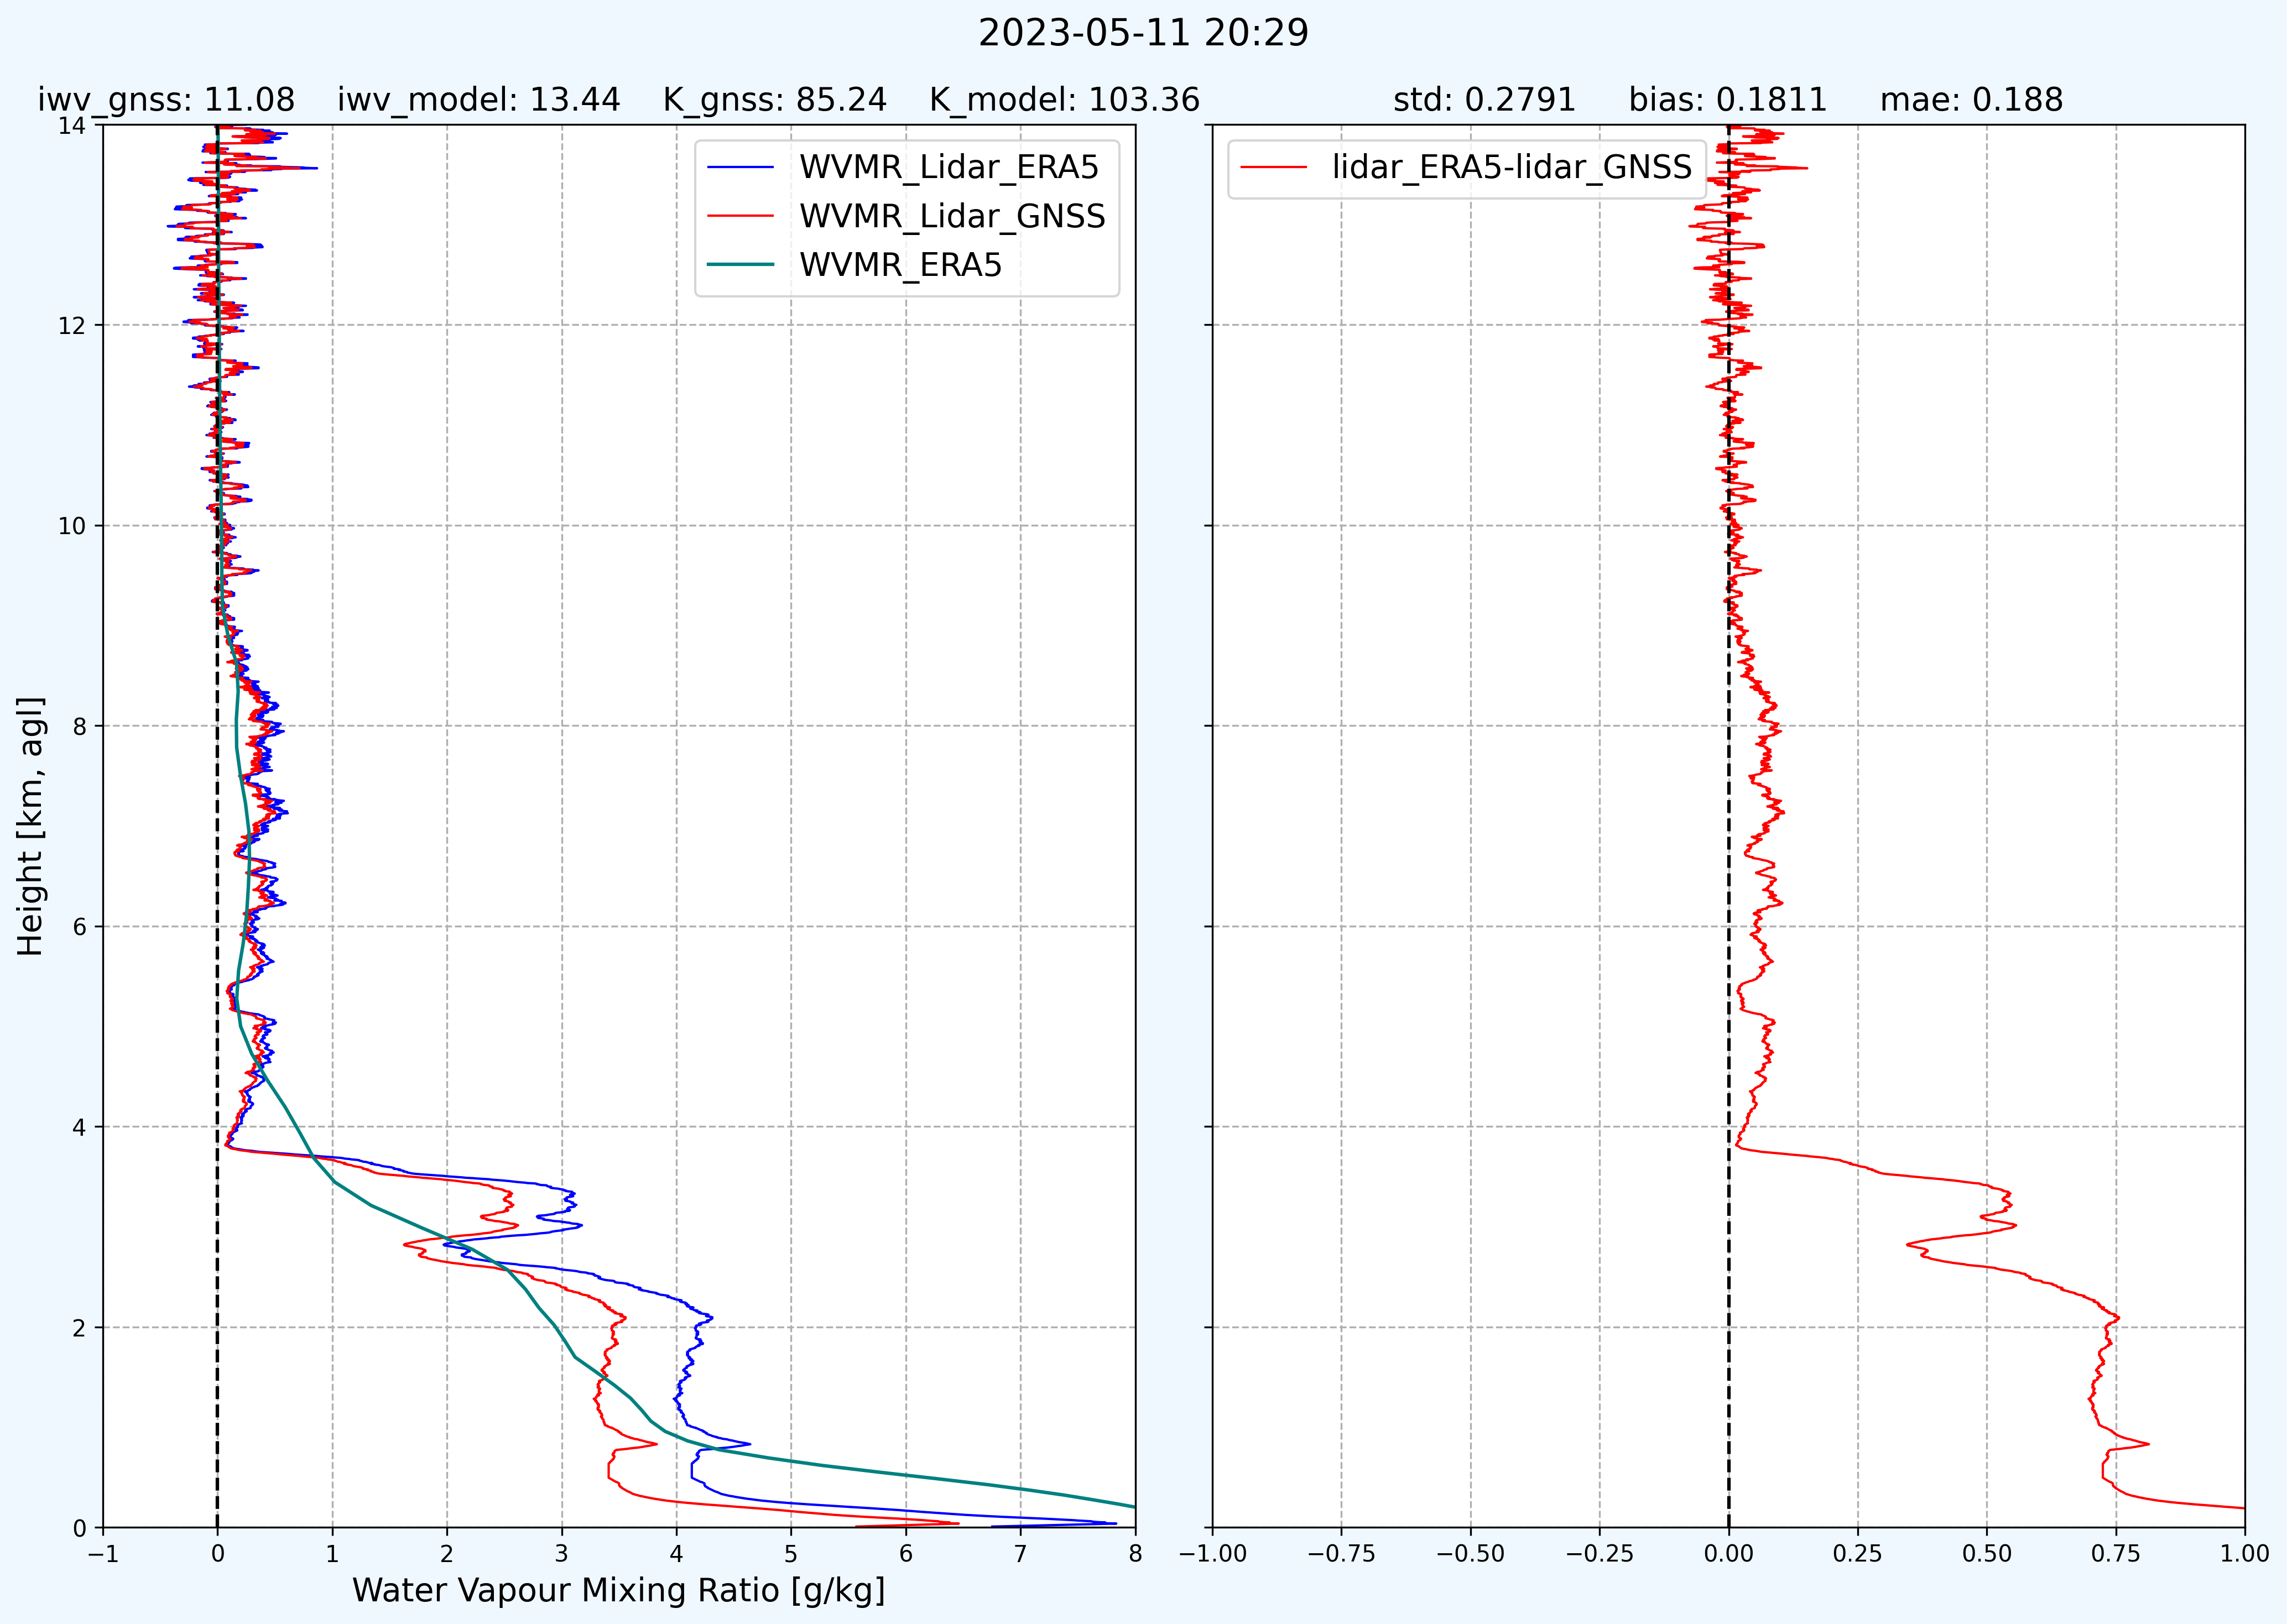 2023-05-11 20:29
iwv_gnss: 11.08 iwv_model: 13.44 K_gnss: 85.24 K_model: 103.36
std: 0.2791 bias: 0.1811 mae: 0.188
WVMR_Lidar_ERA5
WVMR_Lidar_GNSS
WVMR_ERA5
lidar_ERA5-lidar_GNSS
Height [km, agl]
14
12
10
8
6
4
2
0
−1 0 1 2 3 4 5 6 7 8
Water Vapour Mixing Ratio [g/kg]
−1.00 −0.75 −0.50 −0.25 0.00 0.25 0.50 0.75 1.00